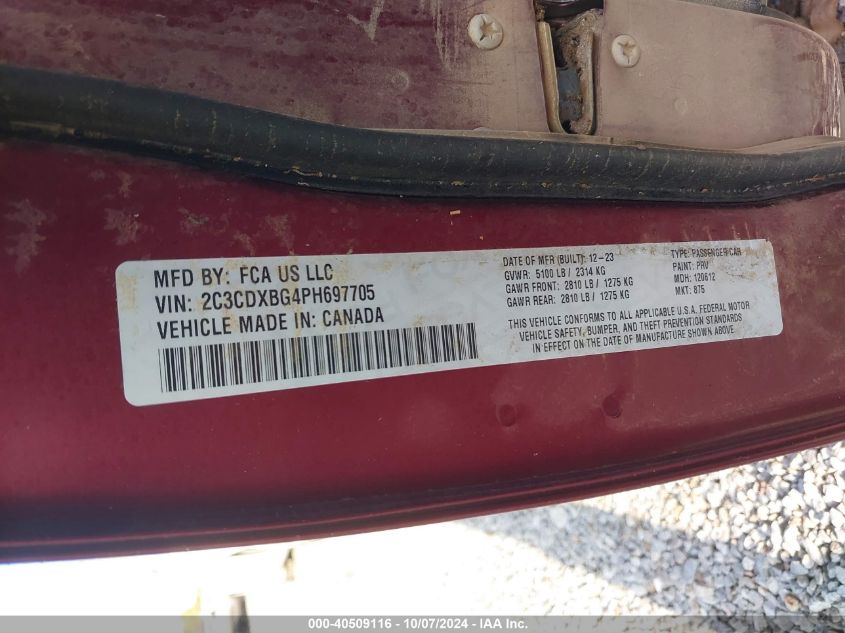 MFD BY: FCA US LLC
VIN: 2C3CDXBG4PH697705
VEHICLE MADE IN: CANADA
DATE OF MFR (BUILT): 12-23
GVWR: 5100 LB / 2314 KG
GAWR FRONT: 2810 LB / 1275 KG
GAWR REAR: 2810 LB / 1275 KG
TYPE: PASSENGER CAR
PAINT: PRV
MDH: 120612
MKT: 875
THIS VEHICLE CONFORMS TO ALL APPLICABLE U.S.A. FEDERAL MOTOR
VEHICLE SAFETY, BUMPER, AND THEFT PREVENTION STANDARDS
IN EFFECT ON THE DATE OF MANUFACTURE SHOWN ABOVE
000-40509116 - 10/07/2024 - IAA Inc.